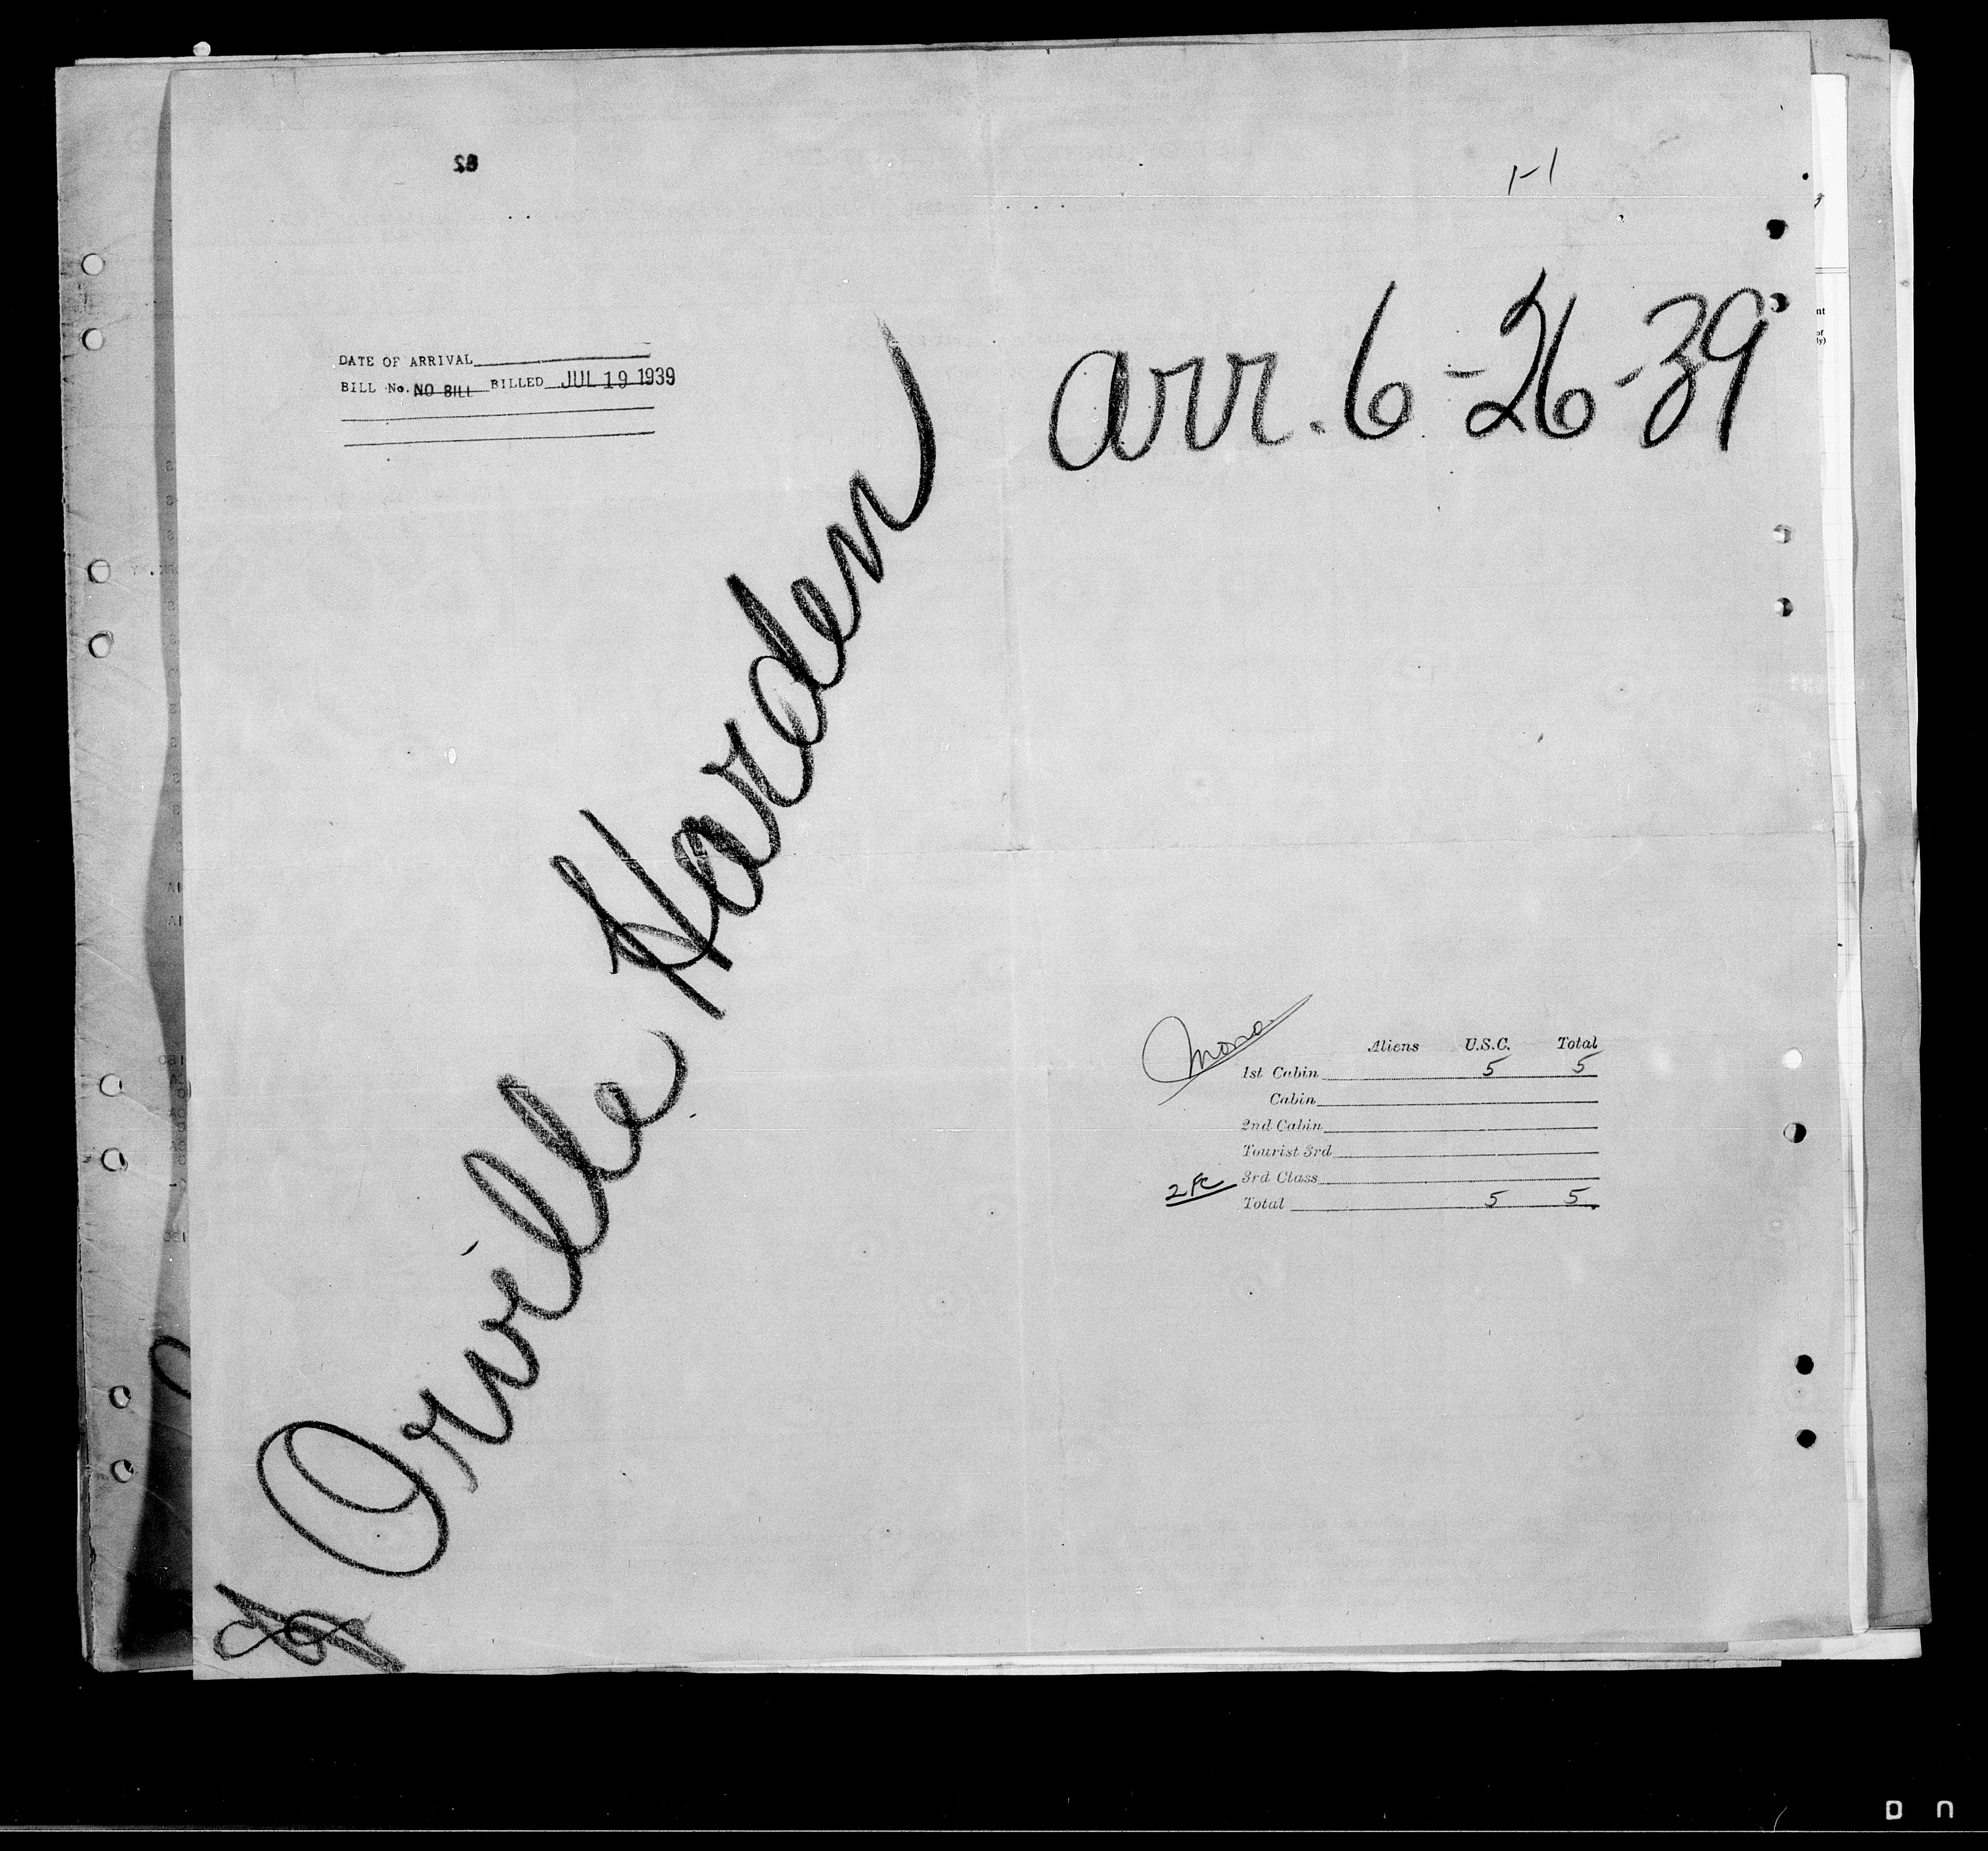 1-1
arr. 6-26-39
DATE OF ARRIVAL
BILL No. NO BILL BILLED JUL 19 1939
Orville Harden
Aliens U.S.C. Total
1st Cabin 5 5
Cabin
2nd Cabin
Tourist 3rd
3rd Class
Total 5 5
D n